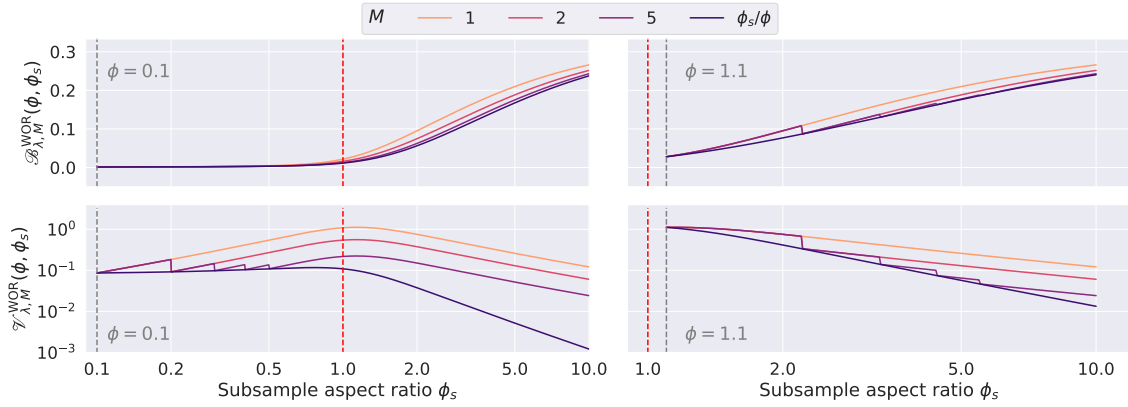 M 1 2 5 ϕ_s/ϕ
ℬ^WOR_λ,M(ϕ, ϕ_s)
0.3
0.2
0.1
0.0
ϕ = 0.1
ϕ = 1.1
𝒱^WOR_λ,M(ϕ, ϕ_s)
10^0
10^−1
10^−2
10^−3
ϕ = 0.1
ϕ = 1.1
0.1 0.2 0.5 1.0 2.0 5.0 10.0
1.0 2.0 5.0 10.0
Subsample aspect ratio ϕ_s
Subsample aspect ratio ϕ_s